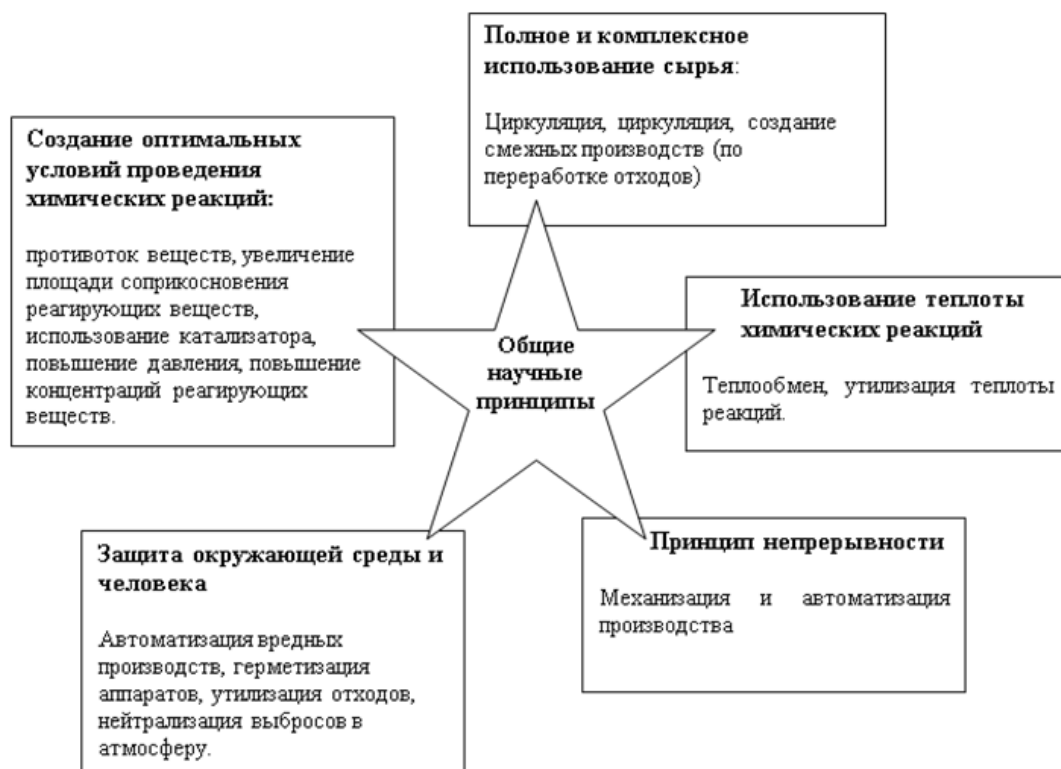 Полное и комплексное
использование сырья:
Циркуляция, циркуляция, создание
смежных производств (по
переработке отходов)
Создание оптимальных
условий проведения
химических реакций:
противоток веществ, увеличение
площади соприкосновения
реагирующих веществ,
использование катализатора,
повышение давления, повышение
концентраций реагирующих
веществ.
Общие
научные
принципы
Использование теплоты
химических реакций
Теплообмен, утилизация теплоты
реакций.
Защита окружающей среды и
человека
Автоматизация вредных
производств, герметизация
аппаратов, утилизация отходов,
нейтрализация выбросов в
атмосферу.
Принцип непрерывности
Механизация и автоматизация
производства